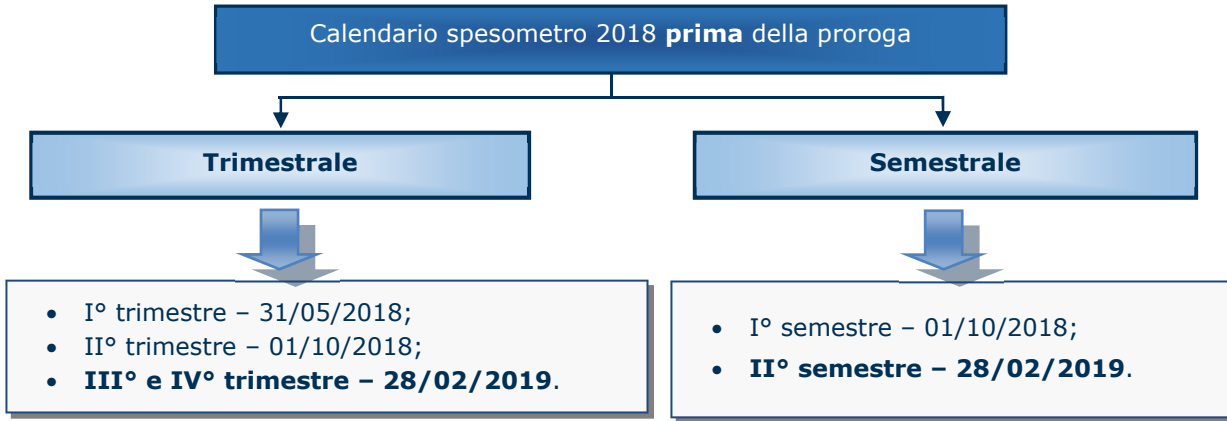 Calendario spesometro 2018 prima della proroga
Trimestrale
• I° trimestre – 31/05/2018;
• II° trimestre – 01/10/2018;
• III° e IV° trimestre – 28/02/2019.
Semestrale
• I° semestre – 01/10/2018;
• II° semestre – 28/02/2019.